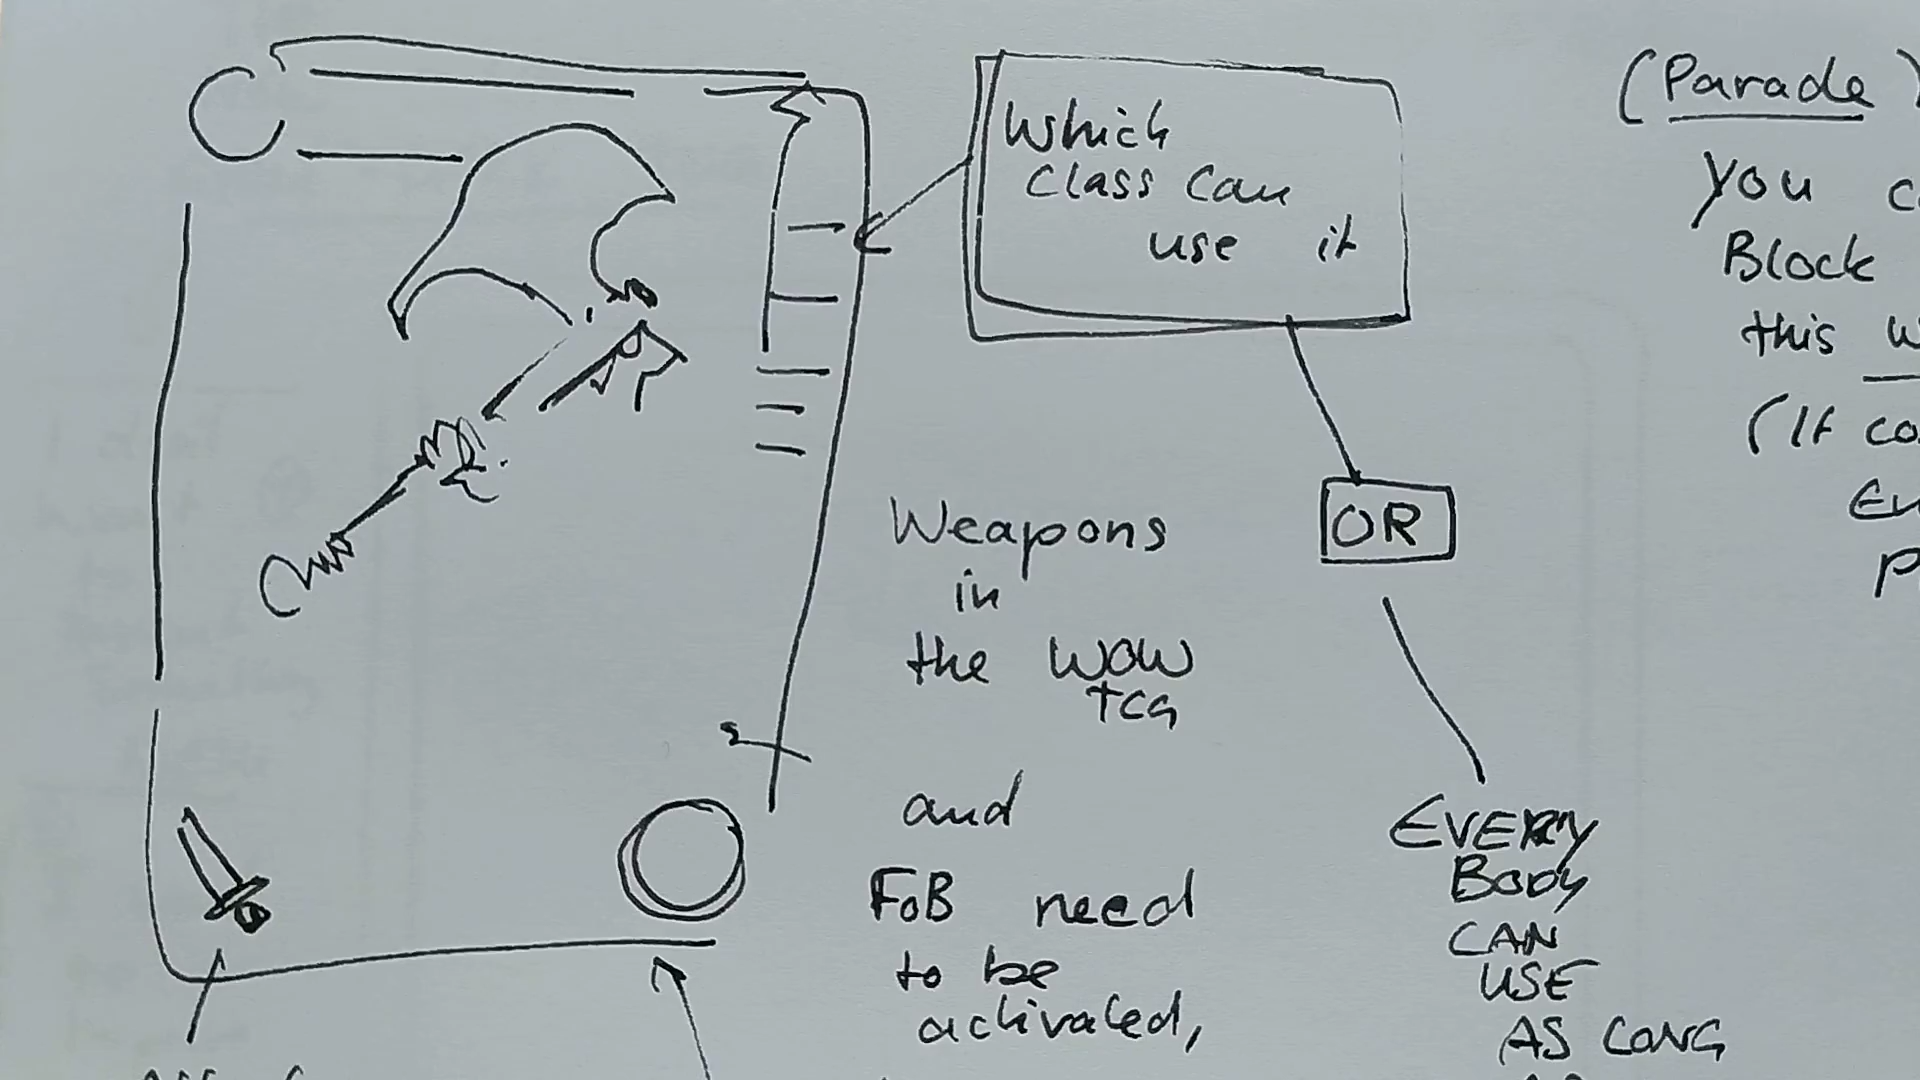 Which
class can
use it
OR
EVERY
BODY
CAN
USE
AS LONG
Weapons
in
the WOW
TCG
and
FoB need
to be
activated,
(Parade)
You
Block
this
(If